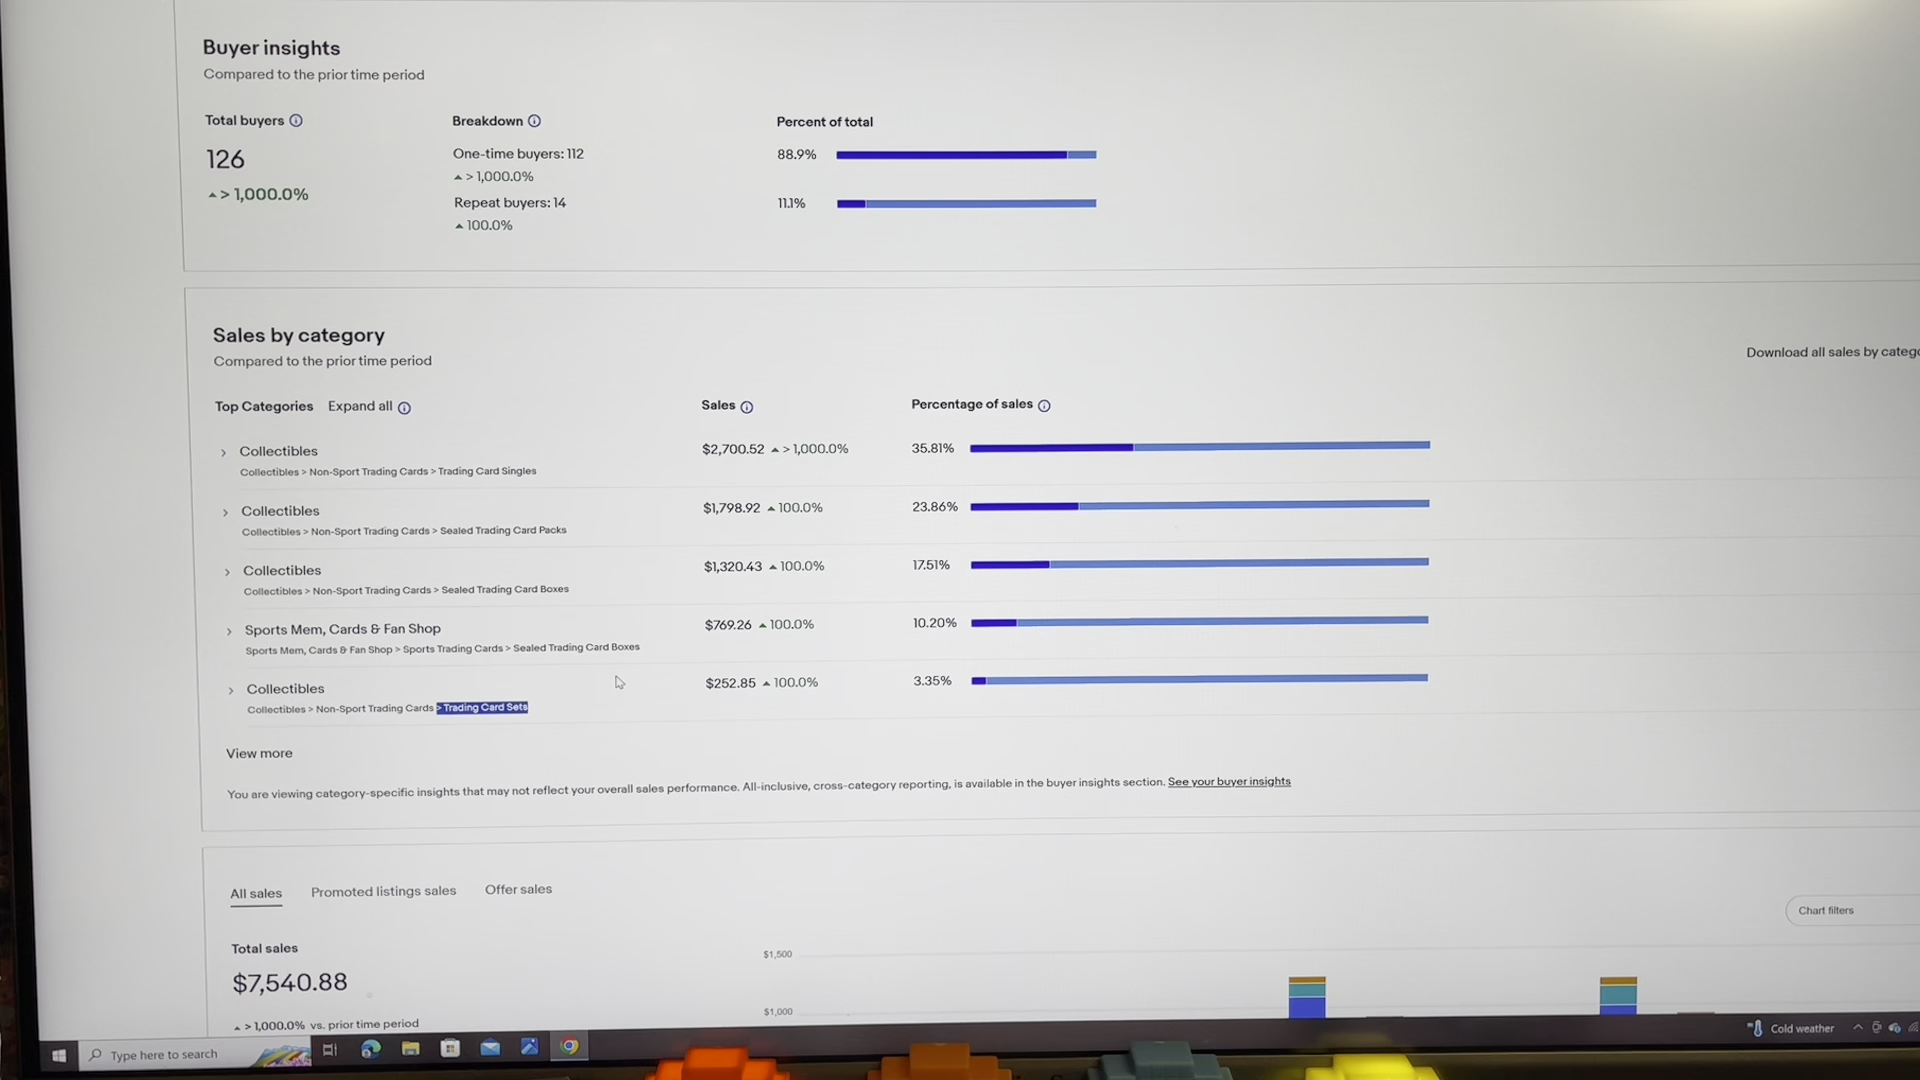 Buyer insights
Compared to the prior time period
Total buyers
Breakdown
Percent of total
126
> 1,000.0%
One-time buyers: 112
> 1,000.0%
88.9%
Repeat buyers: 14
100.0%
11.1%
Sales by category
Compared to the prior time period
Download all sales by catego
Top Categories Expand all
Sales
Percentage of sales
Collectibles
Collectibles > Non-Sport Trading Cards > Trading Card Singles
$2,700.52 > 1,000.0%
35.81%
Collectibles
Collectibles > Non-Sport Trading Cards > Sealed Trading Card Packs
$1,798.92 100.0%
23.86%
Collectibles
Collectibles > Non-Sport Trading Cards > Sealed Trading Card Boxes
$1,320.43 100.0%
17.51%
Sports Mem, Cards & Fan Shop
Sports Mem, Cards & Fan Shop > Sports Trading Cards > Sealed Trading Card Boxes
$769.26 100.0%
10.20%
Collectibles
Collectibles > Non-Sport Trading Cards > Trading Card Sets
$252.85 100.0%
3.35%
View more
You are viewing category-specific insights that may not reflect your overall sales performance. All-inclusive, cross-category reporting, is available in the buyer insights section. See your buyer insights
All sales Promoted listings sales Offer sales
Chart filters
Total sales
$7,540.88
> 1,000.0% vs. prior time period
$1,500
$1,000
Type here to search
Cold weather